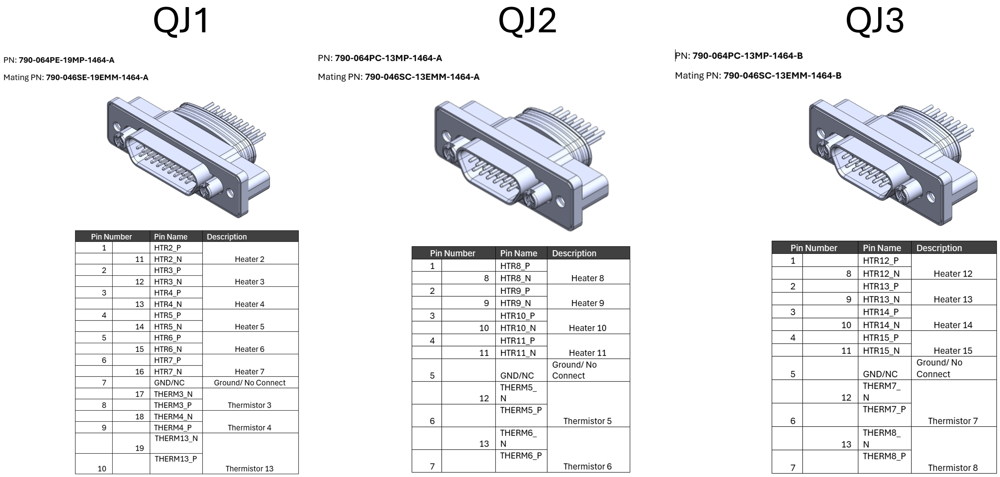 QJ1
PN: 790-064PE-19MP-1464-A
Mating PN: 790-046SE-19EMM-1464-A
Pin Number Pin Name Description
1 HTR2_P
11 HTR2_N Heater 2
2 HTR3_P
12 HTR3_N Heater 3
3 HTR4_P
13 HTR4_N Heater 4
4 HTR5_P
14 HTR5_N Heater 5
5 HTR6_P
15 HTR6_N Heater 6
6 HTR7_P
16 HTR7_N Heater 7
7 GND/NC Ground/ No Connect
17 THERM3_N
8 THERM3_P Thermistor 3
18 THERM4_N
9 THERM4_P Thermistor 4
THERM13_N
19
THERM13_P
10 Thermistor 13
QJ2
PN: 790-064PC-13MP-1464-A
Mating PN: 790-046SC-13EMM-1464-A
Pin Number Pin Name Description
1 HTR8_P
8 HTR8_N Heater 8
2 HTR9_P
9 HTR9_N Heater 9
3 HTR10_P
10 HTR10_N Heater 10
4 HTR11_P
11 HTR11_N Heater 11
Ground/ No
5 GND/NC Connect
THERM5_
12 N
THERM5_P
6 Thermistor 5
THERM6_
13 N
THERM6_P
7 Thermistor 6
QJ3
PN: 790-064PC-13MP-1464-B
Mating PN: 790-046SC-13EMM-1464-B
Pin Number Pin Name Description
1 HTR12_P
8 HTR12_N Heater 12
2 HTR13_P
9 HTR13_N Heater 13
3 HTR14_P
10 HTR14_N Heater 14
4 HTR15_P
11 HTR15_N Heater 15
Ground/ No
5 GND/NC Connect
THERM7_
12 N
THERM7_P
6 Thermistor 7
THERM8_
13 N
THERM8_P
7 Thermistor 8